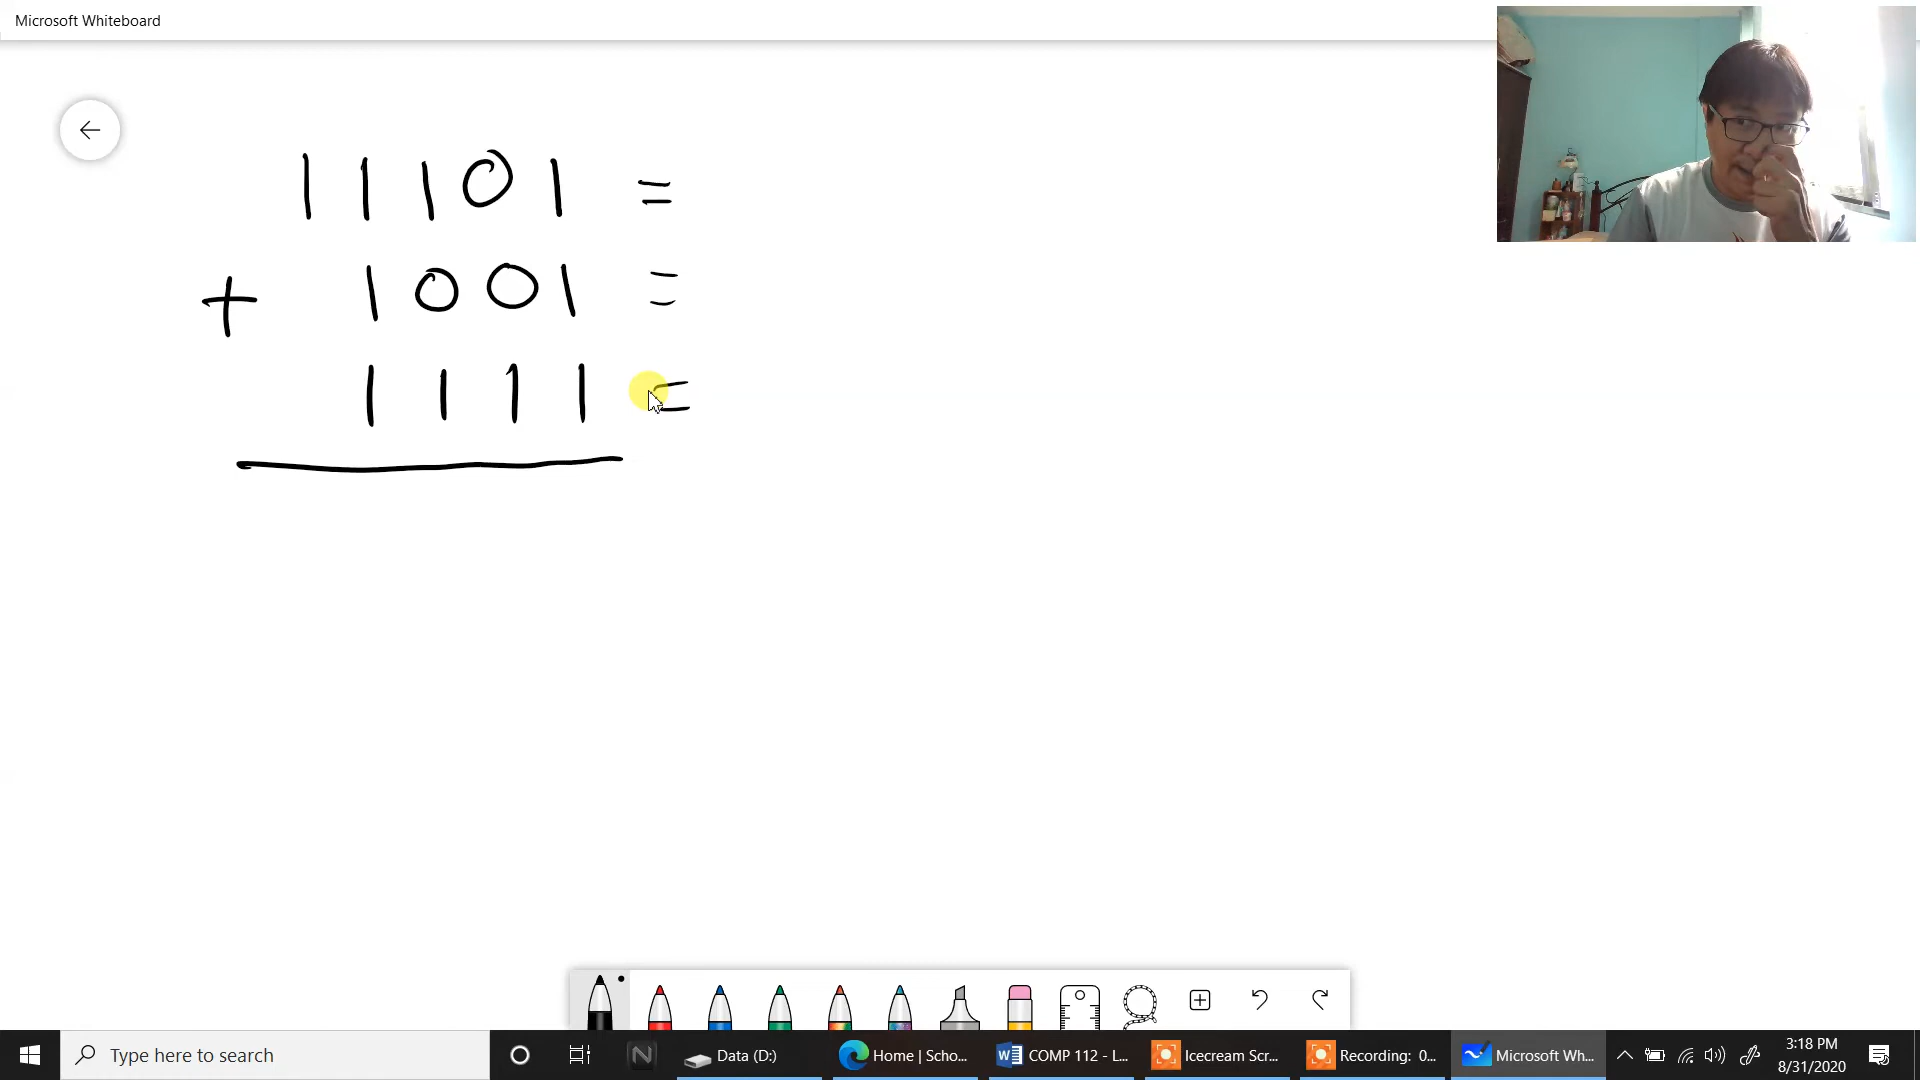 Microsoft Whiteboard
11101 =
+ 1001 =
1111 =
Type here to search
Data (D:)
Home | Scho...
COMP 112 - L...
Icecream Scr...
Recording: 0...
Microsoft Wh...
3:18 PM
8/31/2020